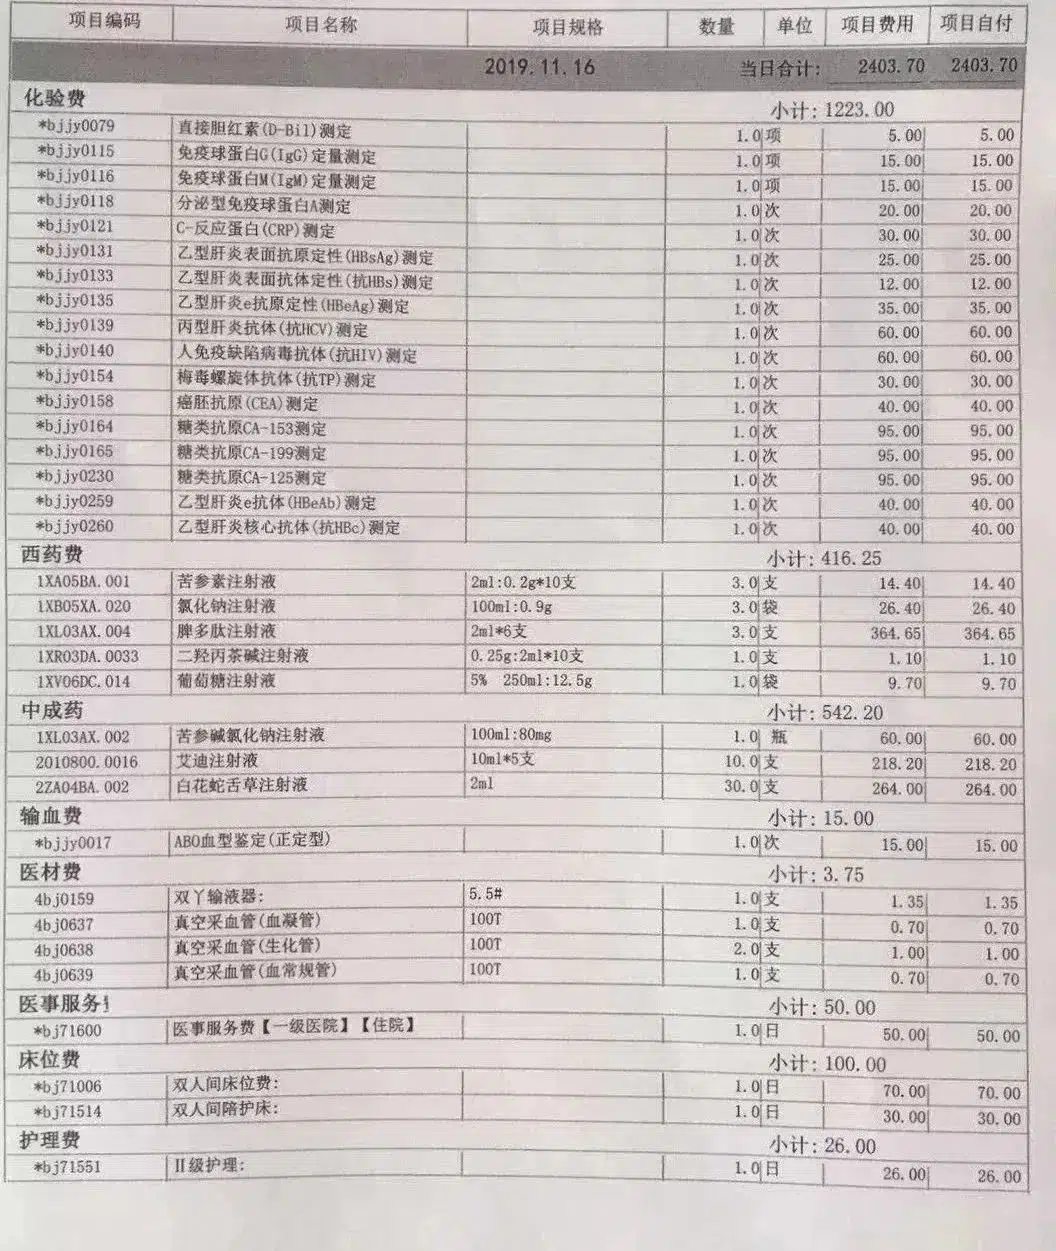 项目编码 项目名称 项目规格 数量 单位 项目费用 项目自付
2019.11.16 当日合计: 2403.70 2403.70
化验费 小计: 1223.00
*bjjy0079 直接胆红素(D-Bil)测定 1.0 项 5.00 5.00
*bjjy0115 免疫球蛋白G(IgG)定量测定 1.0 项 15.00 15.00
*bjjy0116 免疫球蛋白M(IgM)定量测定 1.0 项 15.00 15.00
*bjjy0118 分泌型免疫球蛋白A测定 1.0 次 20.00 20.00
*bjjy0121 C-反应蛋白(CRP)测定 1.0 次 30.00 30.00
*bjjy0131 乙型肝炎表面抗原定性(HBsAg)测定 1.0 次 25.00 25.00
*bjjy0133 乙型肝炎表面抗体定性(抗HBs)测定 1.0 次 12.00 12.00
*bjjy0135 乙型肝炎e抗原定性(HBeAg)测定 1.0 次 35.00 35.00
*bjjy0139 丙型肝炎抗体(抗HCV)测定 1.0 次 60.00 60.00
*bjjy0140 人免疫缺陷病毒抗体(抗HIV)测定 1.0 次 60.00 60.00
*bjjy0154 梅毒螺旋体抗体(抗TP)测定 1.0 次 30.00 30.00
*bjjy0158 癌胚抗原(CEA)测定 1.0 次 40.00 40.00
*bjjy0164 糖类抗原CA-153测定 1.0 次 95.00 95.00
*bjjy0165 糖类抗原CA-199测定 1.0 次 95.00 95.00
*bjjy0230 糖类抗原CA-125测定 1.0 次 95.00 95.00
*bjjy0259 乙型肝炎e抗体(HBeAb)测定 1.0 次 40.00 40.00
*bjjy0260 乙型肝炎核心抗体(抗HBc)测定 1.0 次 40.00 40.00
西药费 小计: 416.25
1XA05BA.001 苦参素注射液 2ml:0.2g*10支 3.0 支 14.40 14.40
1XB05XA.020 氯化钠注射液 100ml:0.9g 3.0 袋 26.40 26.40
1XL03AX.004 脾多肽注射液 2ml*6支 3.0 支 364.65 364.65
1XR03DA.0033 二羟丙茶碱注射液 0.25g:2ml*10支 1.0 支 1.10 1.10
1XV06DC.014 葡萄糖注射液 5% 250ml:12.5g 1.0 袋 9.70 9.70
中成药 小计: 542.20
1XL03AX.002 苦参碱氯化钠注射液 100ml:80mg 1.0 瓶 60.00 60.00
2010800.0016 艾迪注射液 10ml*5支 10.0 支 218.20 218.20
2ZA04BA.002 白花蛇舌草注射液 2ml 30.0 支 264.00 264.00
输血费 小计: 15.00
*bjjy0017 ABO血型鉴定(正定型) 1.0 次 15.00 15.00
医材费 小计: 3.75
4bj0159 双丫输液器: 5.5# 1.0 支 1.35 1.35
4bj0637 真空采血管(血凝管) 100T 1.0 支 0.70 0.70
4bj0638 真空采血管(生化管) 100T 2.0 支 1.00 1.00
4bj0639 真空采血管(血常规管) 100T 1.0 支 0.70 0.70
医事服务 小计: 50.00
*bj71600 医事服务费【一级医院】【住院】 1.0 日 50.00 50.00
床位费 小计: 100.00
*bj71006 双人间床位费: 1.0 日 70.00 70.00
*bj71514 双人间陪护床: 1.0 日 30.00 30.00
护理费 小计: 26.00
*bj71551 Ⅱ级护理: 1.0 日 26.00 26.00